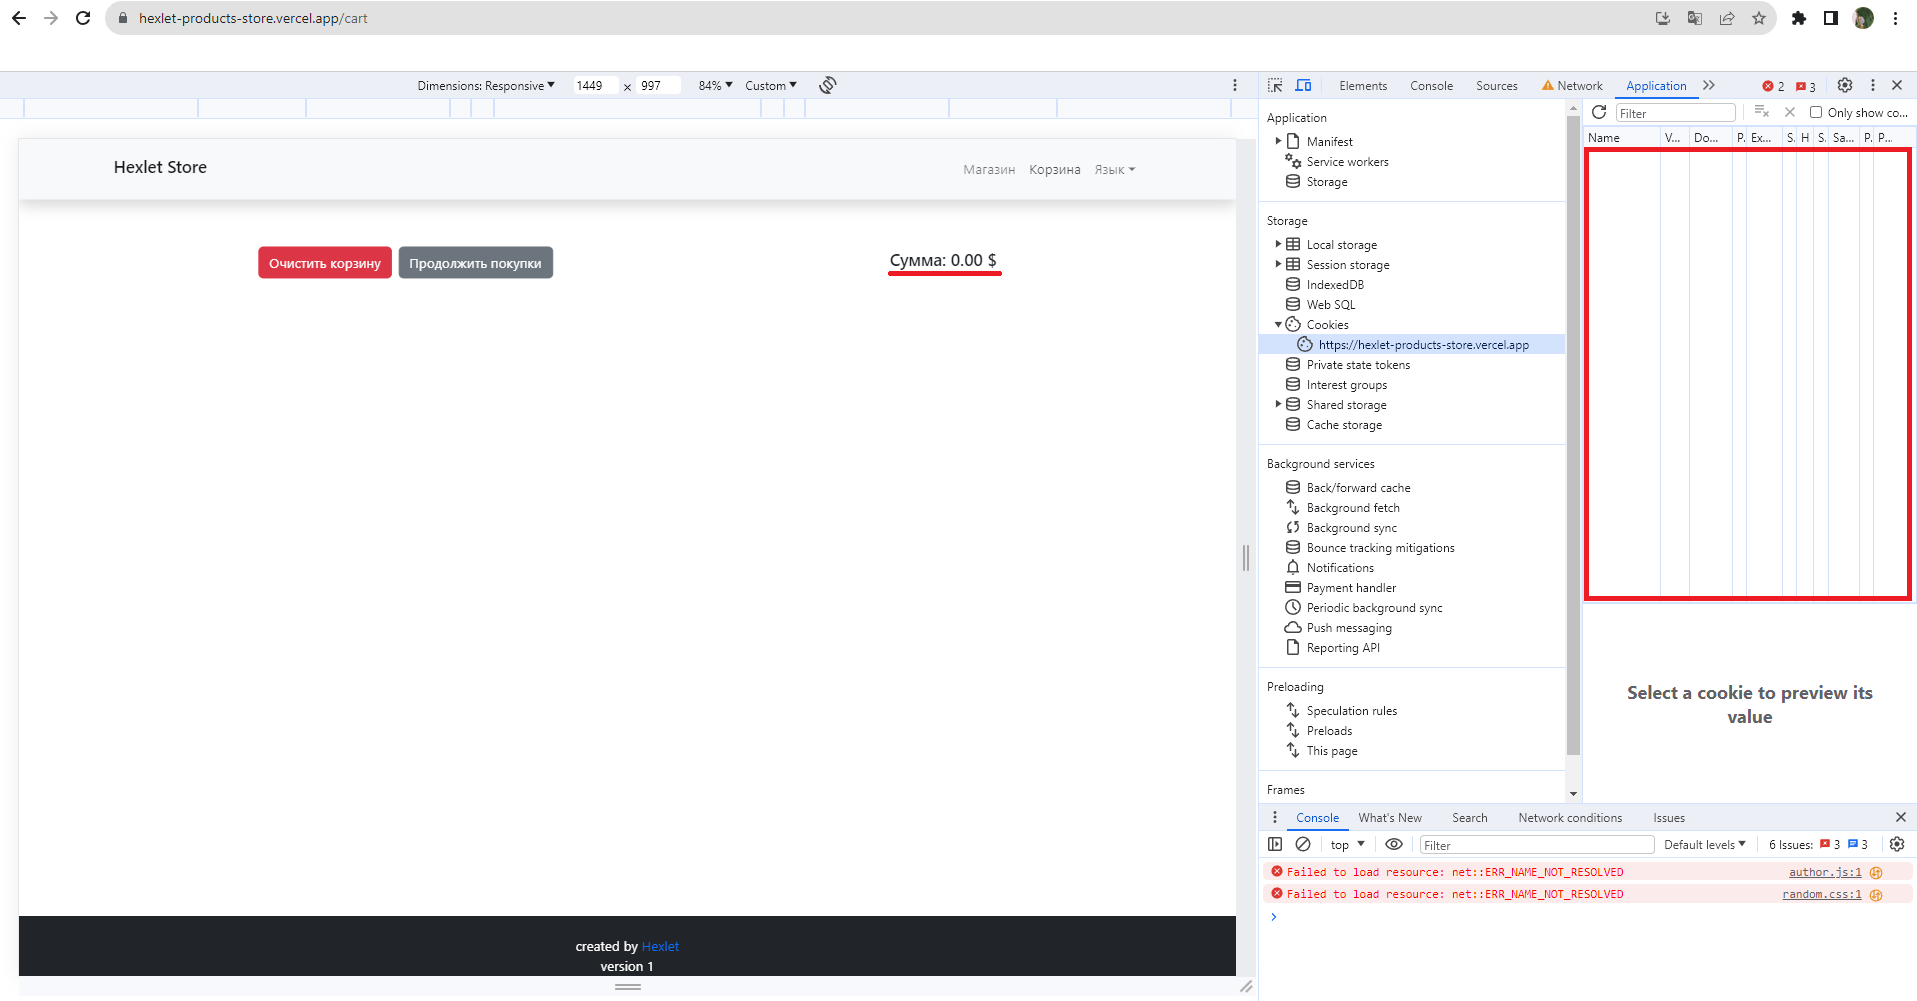 hexlet-products-store.vercel.app/cart
Dimensions: Responsive 1449 × 997 84% Custom
Elements Console Sources Network Application 2 3
Hexlet Store
Магазин Корзина Язык
Очистить корзину Продолжить покупки
Сумма: 0.00 $
created by Hexlet
version 1
Application
Manifest
Service workers
Storage
Storage
Local storage
Session storage
IndexedDB
Web SQL
Cookies
https://hexlet-products-store.vercel.app
Private state tokens
Interest groups
Shared storage
Cache storage
Background services
Back/forward cache
Background fetch
Background sync
Bounce tracking mitigations
Notifications
Payment handler
Periodic background sync
Push messaging
Reporting API
Preloading
Speculation rules
Preloads
This page
Frames
Filter Only show co...
Name V... Do... P. Ex... S. H S. Sa... P. P...
Select a cookie to preview its
value
Console What's New Search Network conditions Issues
top Filter Default levels 6 Issues: 3 3
Failed to load resource: net::ERR_NAME_NOT_RESOLVED author.js:1
Failed to load resource: net::ERR_NAME_NOT_RESOLVED random.css:1